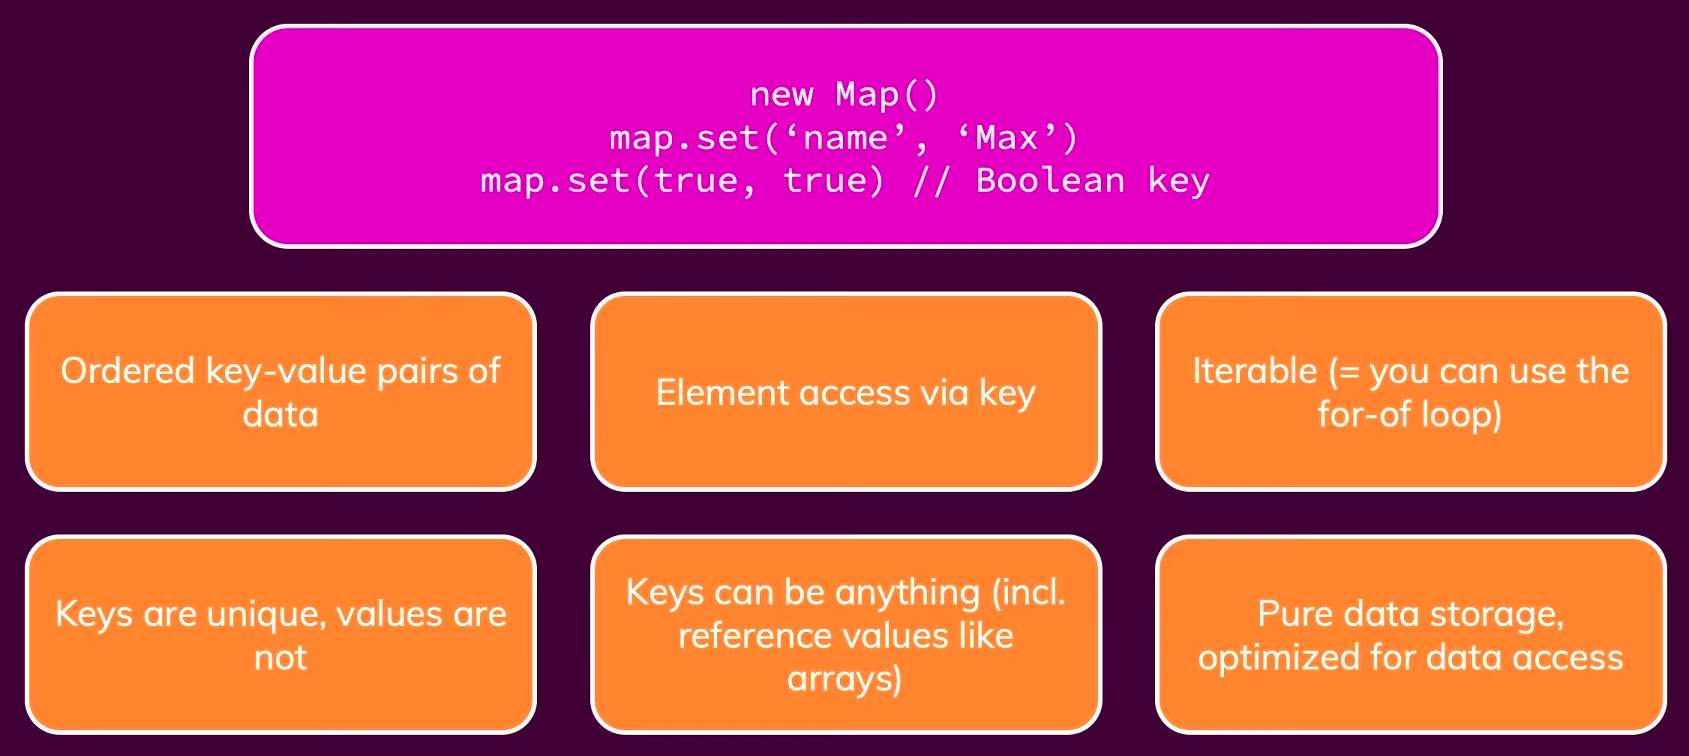 new Map()
map.set(‘name’, ‘Max’)
map.set(true, true) // Boolean key
Ordered key-value pairs of
data
Element access via key
Iterable (= you can use the
for-of loop)
Keys are unique, values are
not
Keys can be anything (incl.
reference values like
arrays)
Pure data storage,
optimized for data access